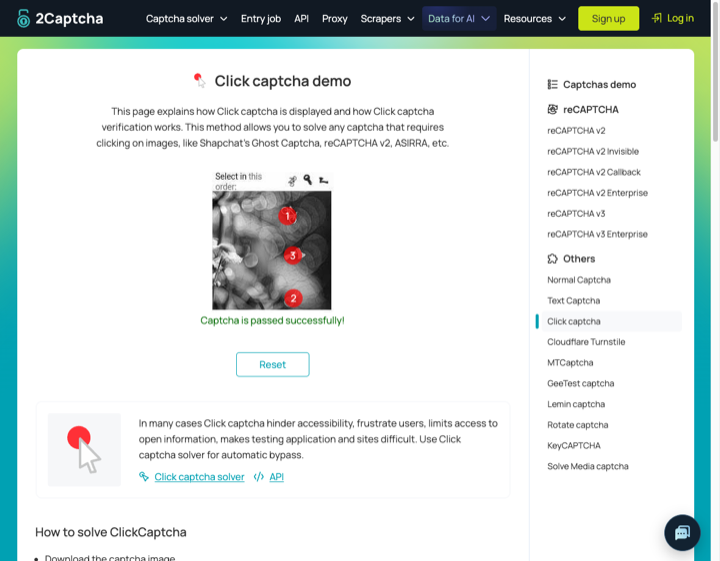 2Captcha
Captcha solver
Entry job
API
Proxy
Scrapers
Data for AI
Resources
Sign up
Log in
Click captcha demo
This page explains how Click captcha is displayed and how Click captcha
verification works. This method allows you to solve any captcha that requires
clicking on images, like Shapchat's Ghost Captcha, reCAPTCHA v2, ASIRRA, etc.
Select in this
order:
1
3
2
Captcha is passed successfully!
Reset
In many cases Click captcha hinder accessibility, frustrate users, limits access to
open information, makes testing application and sites difficult. Use Click
captcha solver for automatic bypass.
Click captcha solver
</> API
How to solve ClickCaptcha
• Download the captcha image
Captchas demo
reCAPTCHA
reCAPTCHA v2
reCAPTCHA v2 Invisible
reCAPTCHA v2 Callback
reCAPTCHA v2 Enterprise
reCAPTCHA v3
reCAPTCHA v3 Enterprise
Others
Normal Captcha
Text Captcha
Click captcha
Cloudflare Turnstile
MTCaptcha
GeeTest captcha
Lemin captcha
Rotate captcha
KeyCAPTCHA
Solve Media captcha